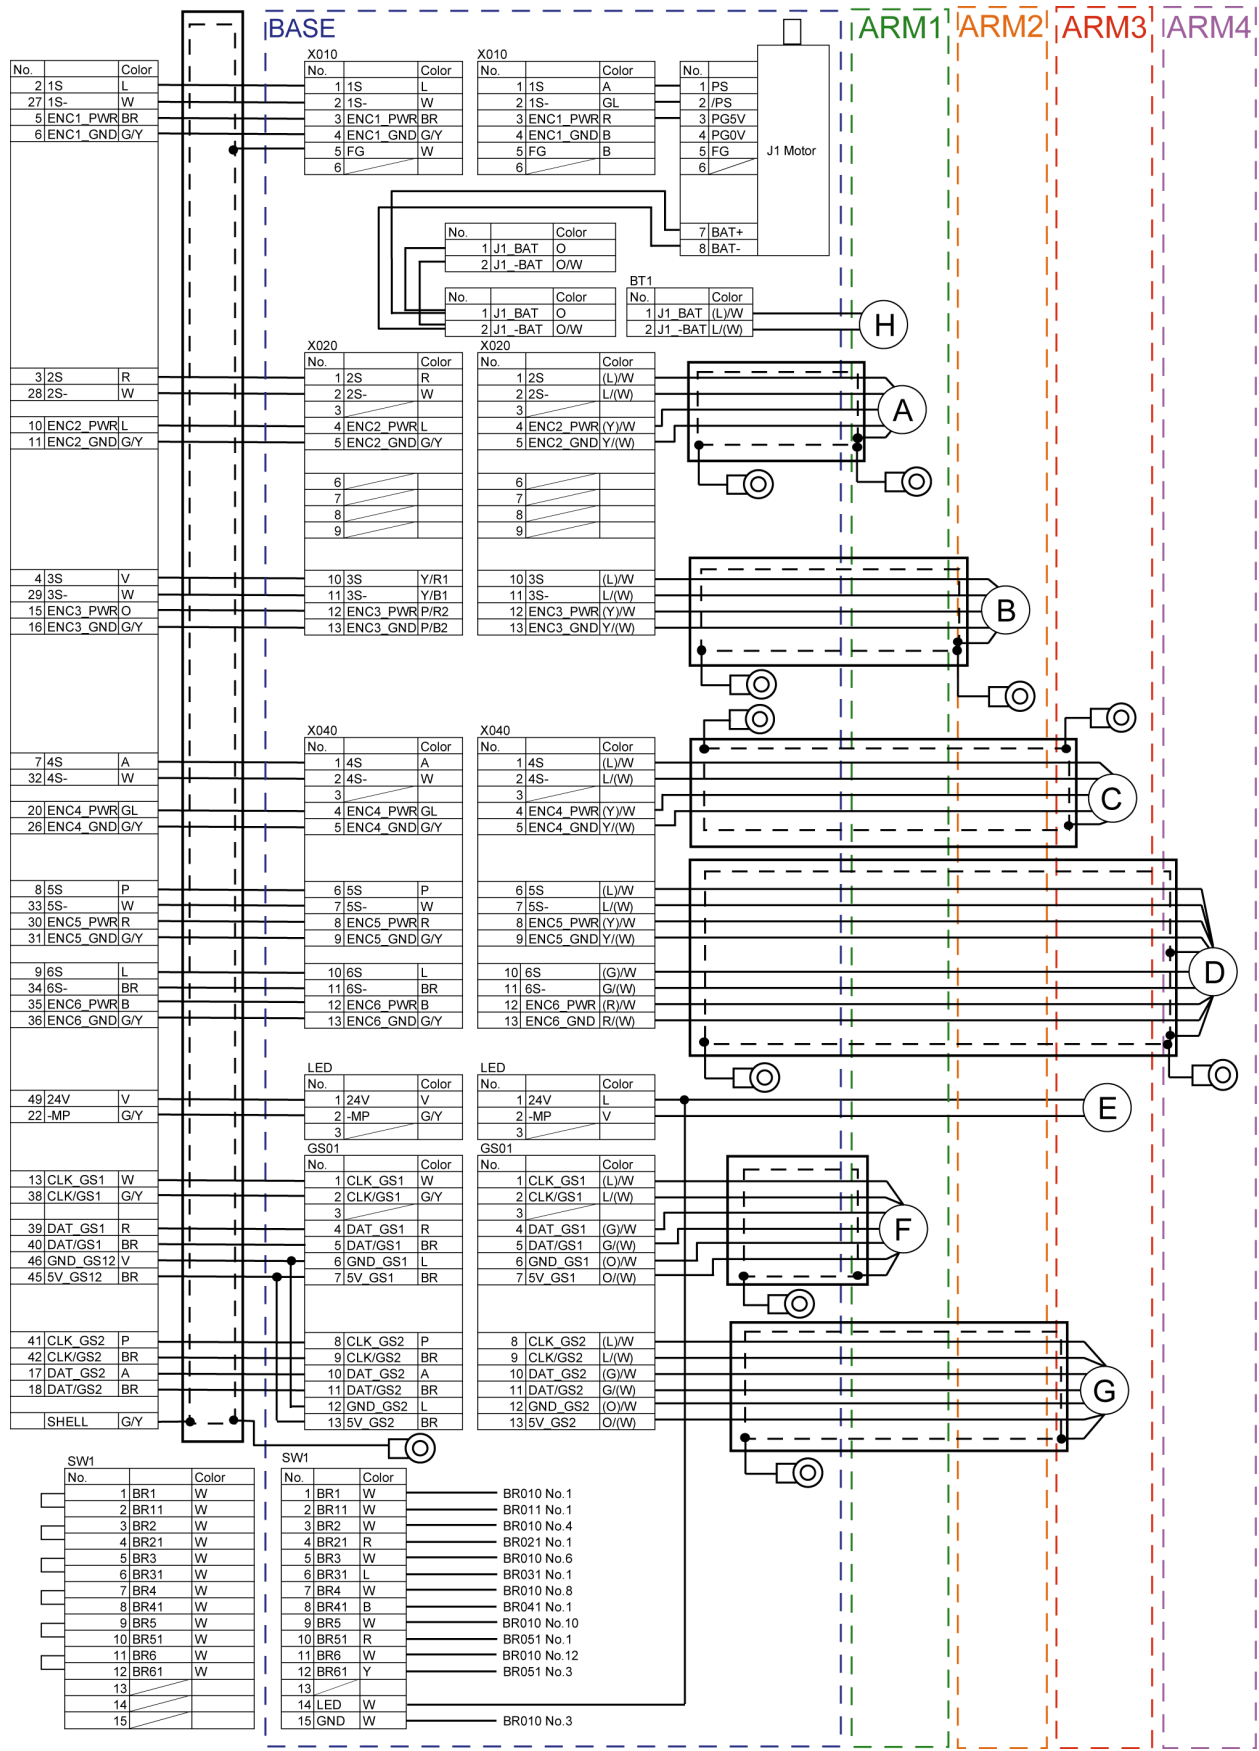 BASE
ARM1
ARM2
ARM3
ARM4
No. Color
2 1S L
27 1S- W
5 ENC1_PWR BR
6 ENC1_GND G/Y
3 2S R
28 2S- W
10 ENC2_PWR L
11 ENC2_GND G/Y
4 3S V
29 3S- W
15 ENC3_PWR O
16 ENC3_GND G/Y
7 4S A
32 4S- W
20 ENC4_PWR GL
26 ENC4_GND G/Y
8 5S P
33 5S- W
30 ENC5_PWR R
31 ENC5_GND G/Y
9 6S L
34 6S- BR
35 ENC6_PWR B
36 ENC6_GND G/Y
49 24V V
22 -MP G/Y
13 CLK_GS1 W
38 CLK/GS1 G/Y
39 DAT_GS1 R
40 DAT/GS1 BR
46 GND_GS12 V
45 5V_GS12 BR
41 CLK_GS2 P
42 CLK/GS2 BR
17 DAT_GS2 A
18 DAT/GS2 BR
SHELL G/Y
X010
No. Color
1 1S L
2 1S- W
3 ENC1_PWR BR
4 ENC1_GND G/Y
5 FG W
6
X010
No. Color
1 1S A
2 1S- GL
3 ENC1_PWR R
4 ENC1_GND B
5 FG B
6
No.
1 PS
2 /PS
3 PG5V
4 PG0V
5 FG
6
7 BAT+
8 BAT-
J1 Motor
No. Color
1 J1_BAT O
2 J1_-BAT O/W
No. Color
1 J1_BAT O
2 J1_-BAT O/W
BT1
No. Color
1 J1_BAT (L)/W
2 J1_-BAT L/(W)
H
X020
No. Color
1 2S R
2 2S- W
3
4 ENC2_PWR L
5 ENC2_GND G/Y
6
7
8
9
10 3S Y/R1
11 3S- Y/B1
12 ENC3_PWR P/R2
13 ENC3_GND P/B2
X020
No. Color
1 2S (L)/W
2 2S- L/(W)
3
4 ENC2_PWR (Y)/W
5 ENC2_GND Y/(W)
6
7
8
9
10 3S (L)/W
11 3S- L/(W)
12 ENC3_PWR (Y)/W
13 ENC3_GND Y/(W)
A
B
X040
No. Color
1 4S A
2 4S- W
3
4 ENC4_PWR GL
5 ENC4_GND G/Y
6 5S P
7 5S- W
8 ENC5_PWR R
9 ENC5_GND G/Y
10 6S L
11 6S- BR
12 ENC6_PWR B
13 ENC6_GND G/Y
X040
No. Color
1 4S (L)/W
2 4S- L/(W)
3
4 ENC4_PWR (Y)/W
5 ENC4_GND Y/(W)
6 5S (L)/W
7 5S- L/(W)
8 ENC5_PWR (Y)/W
9 ENC5_GND Y/(W)
10 6S (G)/W
11 6S- G/(W)
12 ENC6_PWR (R)/W
13 ENC6_GND R/(W)
C
D
LED
No. Color
1 24V V
2 -MP G/Y
3
LED
No. Color
1 24V L
2 -MP V
3
E
GS01
No. Color
1 CLK_GS1 W
2 CLK/GS1 G/Y
3
4 DAT_GS1 R
5 DAT/GS1 BR
6 GND_GS1 L
7 5V_GS1 BR
8 CLK_GS2 P
9 CLK/GS2 BR
10 DAT_GS2 A
11 DAT/GS2 BR
12 GND_GS2 L
13 5V_GS2 BR
GS01
No. Color
1 CLK_GS1 (L)/W
2 CLK/GS1 L/(W)
3
4 DAT_GS1 (G)/W
5 DAT/GS1 G/(W)
6 GND_GS1 (O)/W
7 5V_GS1 O/(W)
8 CLK_GS2 (L)/W
9 CLK/GS2 L/(W)
10 DAT_GS2 (G)/W
11 DAT/GS2 G/(W)
12 GND_GS2 (O)/W
13 5V_GS2 O/(W)
F
G
SW1
No. Color
1 BR1 W
2 BR11 W
3 BR2 W
4 BR21 W
5 BR3 W
6 BR31 W
7 BR4 W
8 BR41 W
9 BR5 W
10 BR51 W
11 BR6 W
12 BR61 W
13
14
15
SW1
No. Color
1 BR1 W BR010 No.1
2 BR11 W BR011 No.1
3 BR2 W BR010 No.4
4 BR21 R BR021 No.1
5 BR3 W BR010 No.6
6 BR31 L BR031 No.1
7 BR4 W BR010 No.8
8 BR41 B BR041 No.1
9 BR5 W BR010 No.10
10 BR51 R BR051 No.1
11 BR6 W BR010 No.12
12 BR61 Y BR051 No.3
13
14 LED W
15 GND W BR010 No.3